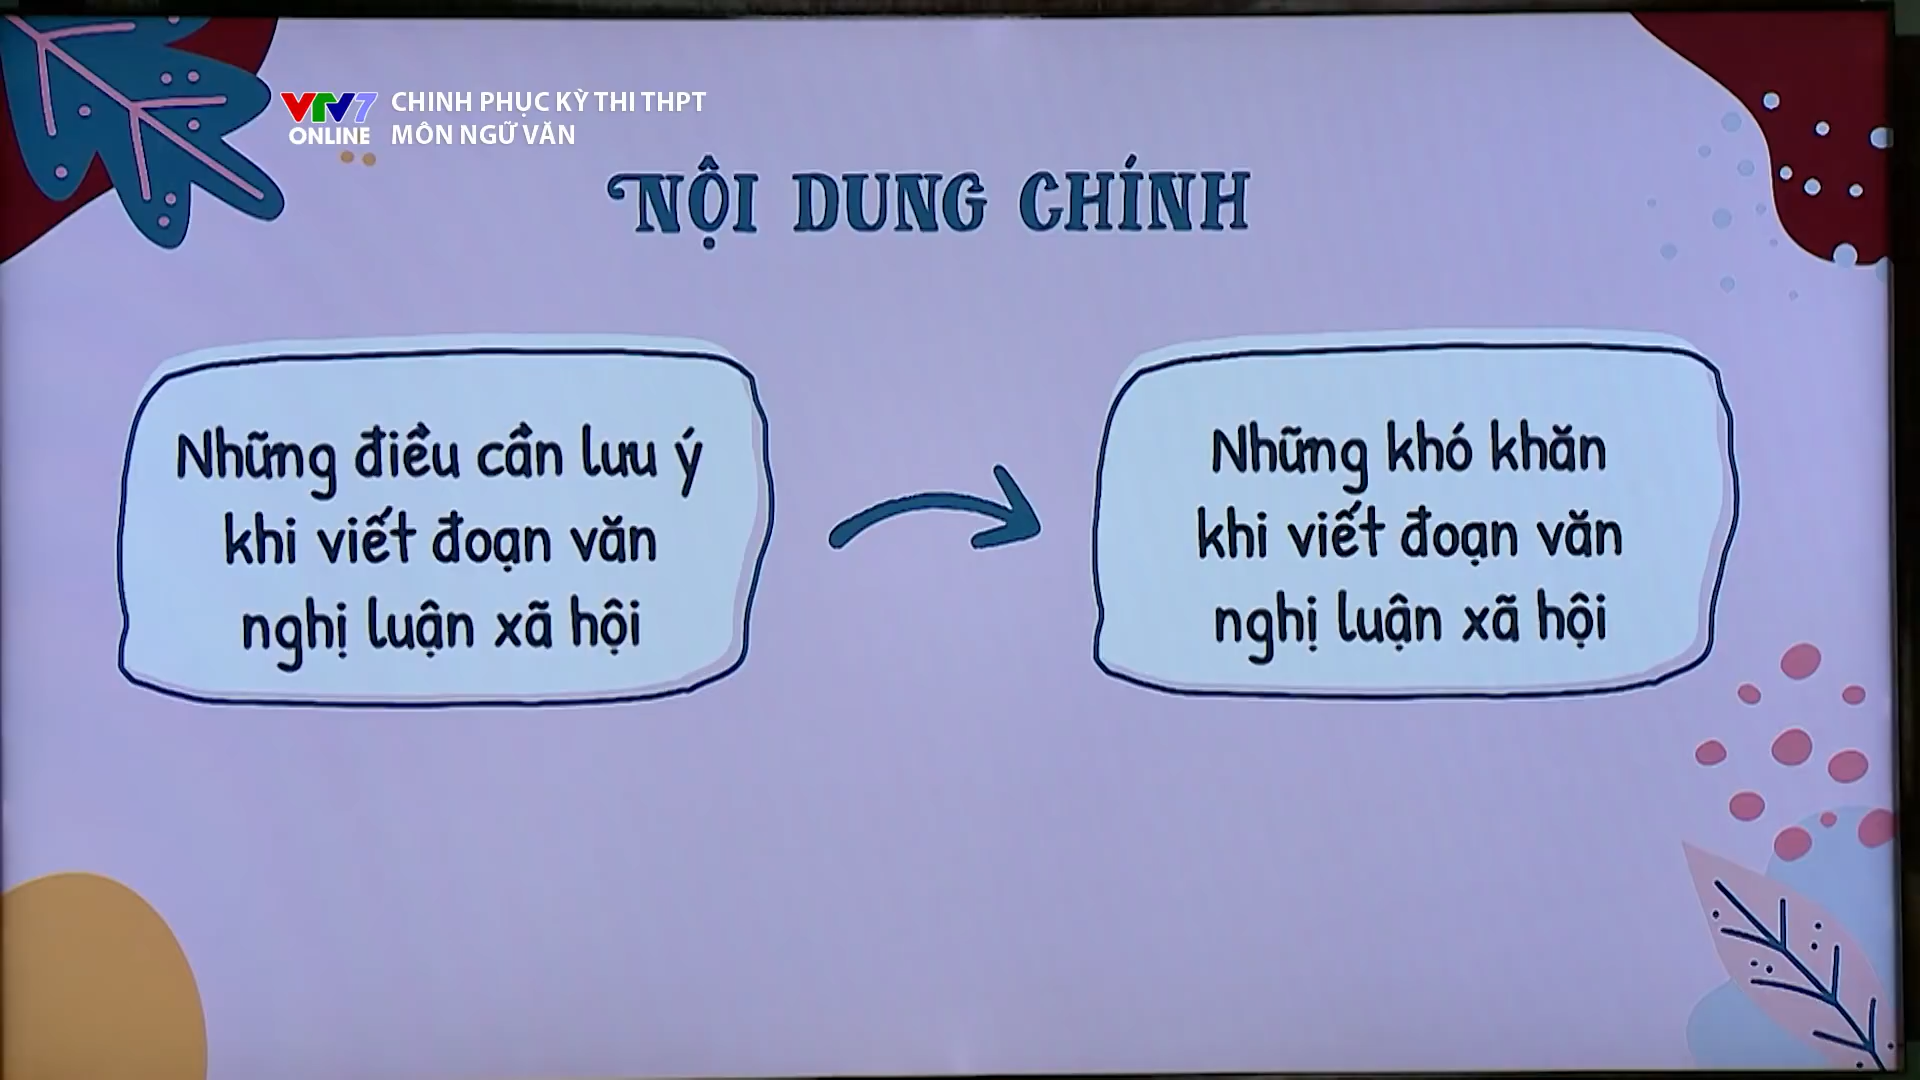 VTV7
ONLINE
CHINH PHỤC KỲ THI THPT
MÔN NGỮ VĂN
NỘI DUNG CHÍNH
Những điều cần lưu ý
khi viết đoạn văn
nghị luận xã hội
Những khó khăn
khi viết đoạn văn
nghị luận xã hội